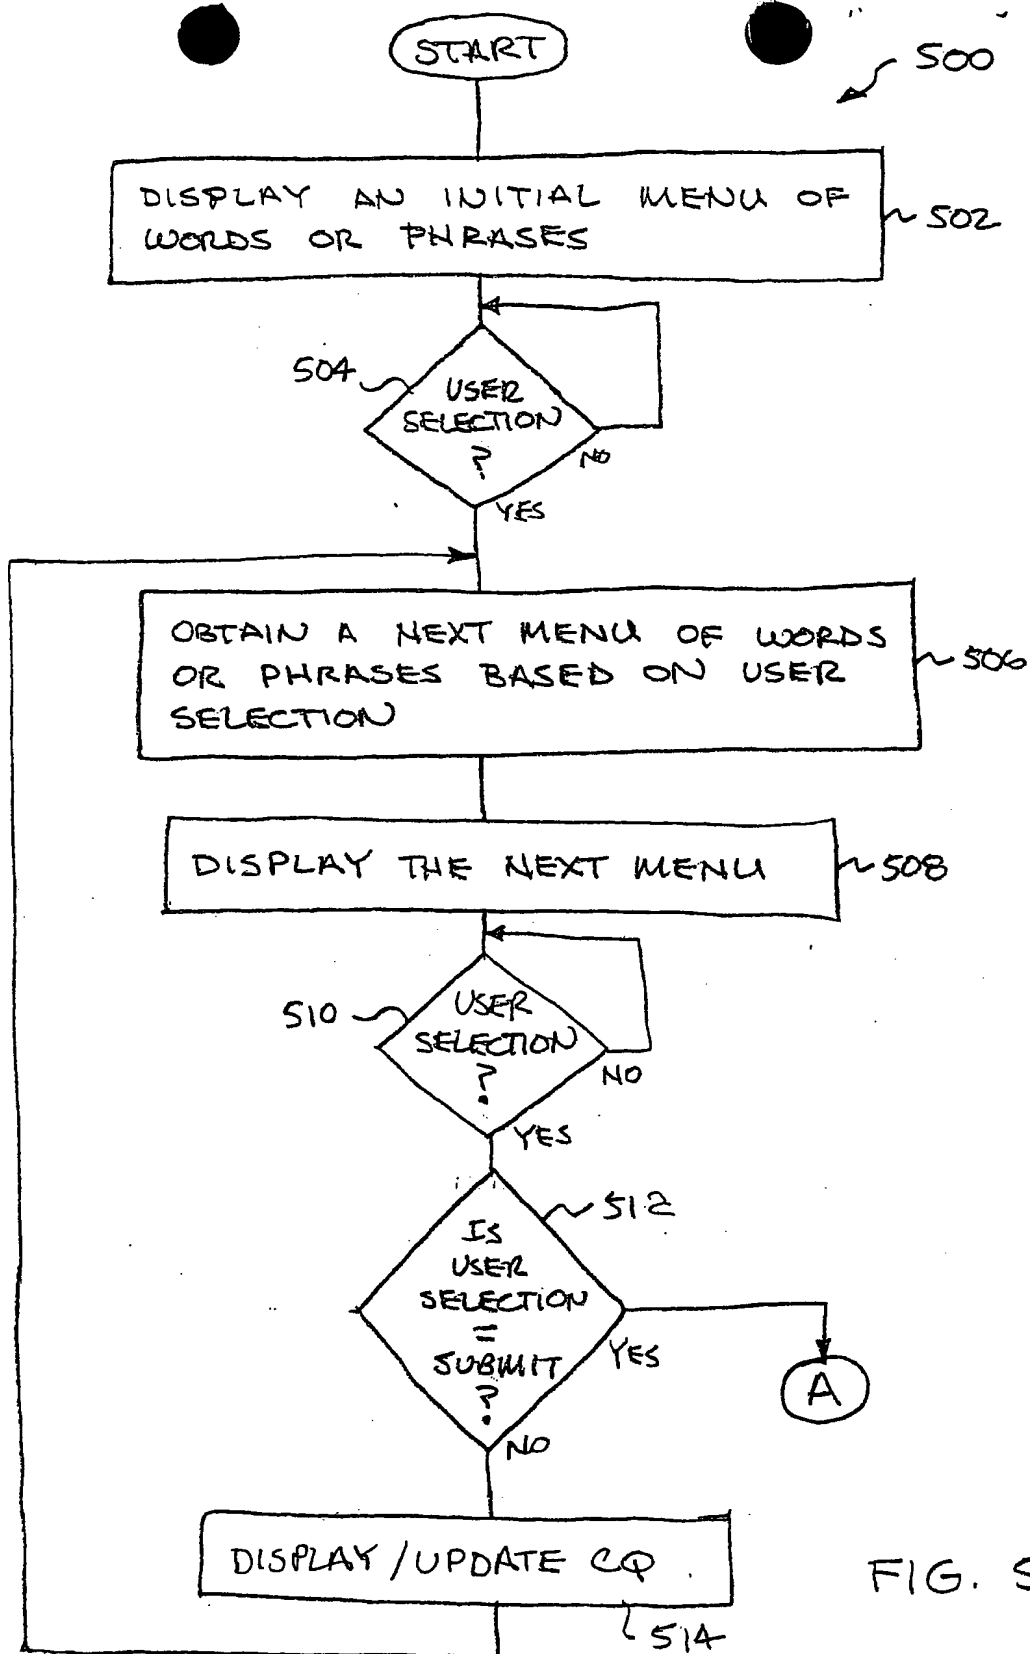 START
500
DISPLAY AN INITIAL MENU OF
WORDS OR PHRASES
502
504
USER
SELECTION
?
NO
YES
OBTAIN A NEXT MENU OF WORDS
OR PHRASES BASED ON USER
SELECTION
506
DISPLAY THE NEXT MENU
508
510
USER
SELECTION
?
NO
YES
512
IS
USER
SELECTION
=
SUBMIT
?
YES
A
NO
DISPLAY/UPDATE CQ
514
FIG.